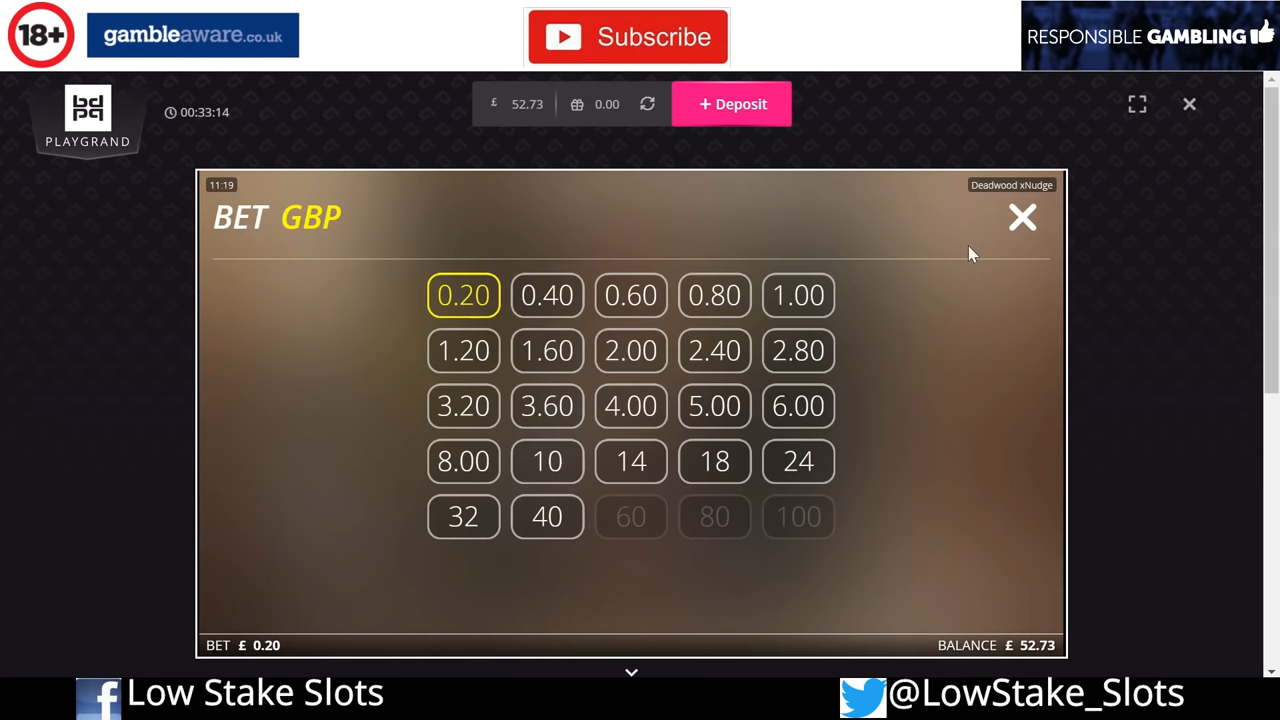 18+
gambleaware.co.uk
Subscribe
RESPONSIBLE GAMBLING
PLAYGRAND
00:33:14
£ 52.73 0.00 + Deposit
11:19
Deadwood xNudge
BET GBP
0.20 0.40 0.60 0.80 1.00
1.20 1.60 2.00 2.40 2.80
3.20 3.60 4.00 5.00 6.00
8.00 10 14 18 24
32 40 60 80 100
BET £ 0.20
BALANCE £ 52.73
Low Stake Slots
@LowStake_Slots